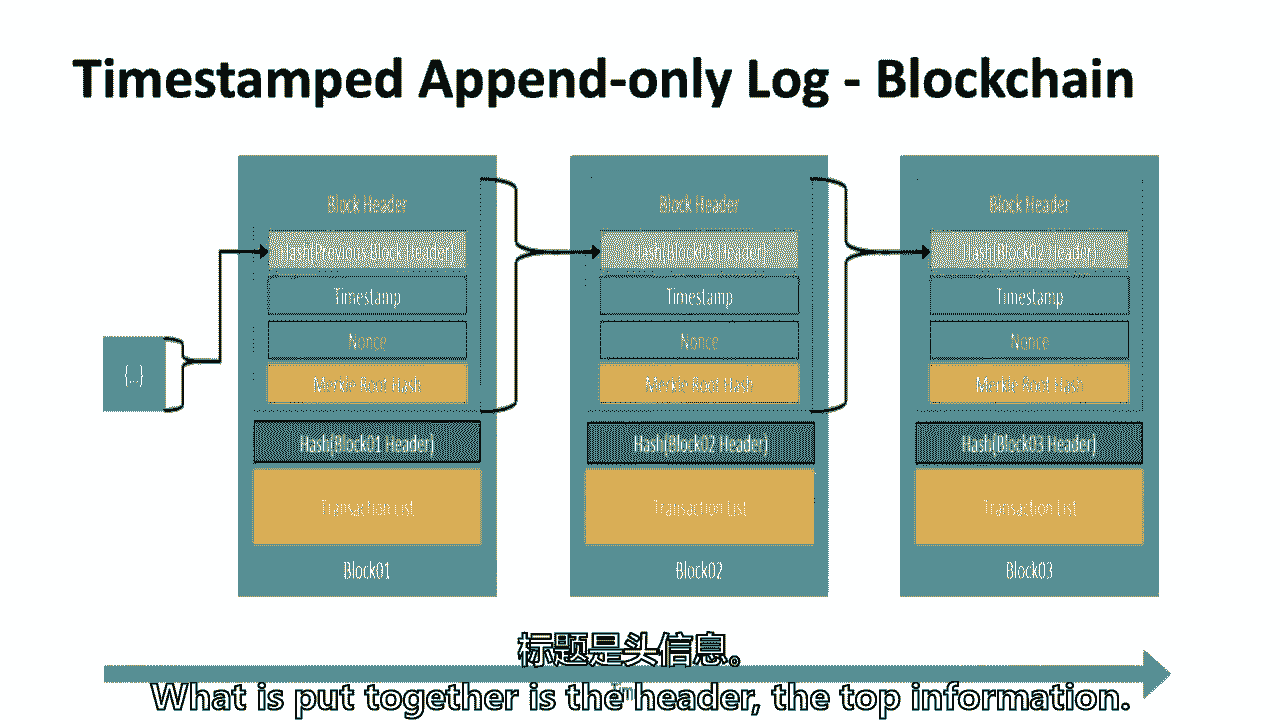 Timestamped Append-only Log - Blockchain
Block Header
Hash(Previous Block Header)
Timestamp
Nonce
Merkle Root Hash
Hash(Block01 Header)
Transaction List
Block01
Block Header
Hash(Block01 Header)
Timestamp
Nonce
Merkle Root Hash
Hash(Block02 Header)
Transaction List
Block02
Block Header
Hash(Block02 Header)
Timestamp
Nonce
Merkle Root Hash
Hash(Block03 Header)
Transaction List
Block03
{...}
标题是头信息。
What is put together is the header, the top information.